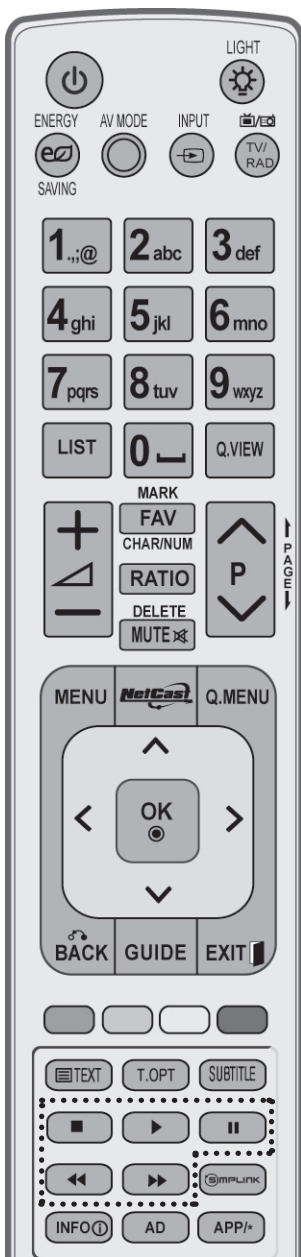 LIGHT
ENERGY AV MODE INPUT
TV/
RAD
SAVING
1.,;@ 2abc 3def
4ghi 5jkl 6mno
7pqrs 8tuv 9wxyz
LIST 0 Q.VIEW
MARK
FAV
CHAR/NUM
RATIO
P
PAGE
DELETE
MUTE
MENU NetCast Q.MENU
OK
BACK GUIDE EXIT
TEXT T.OPT SUBTITLE
SIMPLINK
INFO AD APP/*